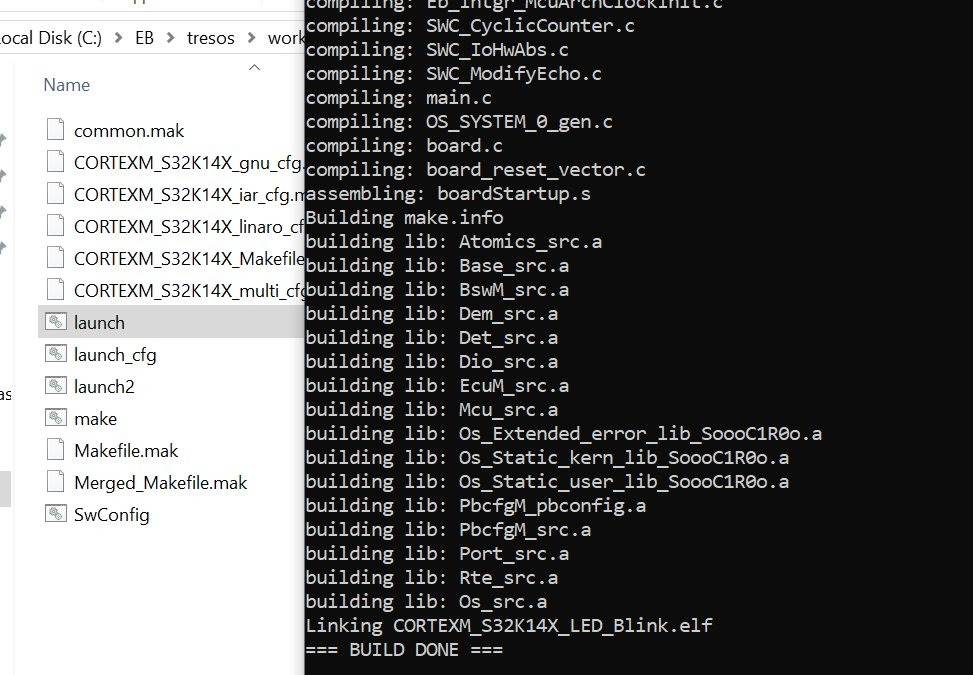 ocal Disk (C:) > EB > tresos > work
Name
common.mak
CORTEXM_S32K14X_gnu_cfg.
CORTEXM_S32K14X_iar_cfg.m
CORTEXM_S32K14X_linaro_cf
CORTEXM_S32K14X_Makefile
CORTEXM_S32K14X_multi_cfg
launch
launch_cfg
launch2
make
Makefile.mak
Merged_Makefile.mak
SwConfig
as
compiling: Eb_Intgr_McuArchClockInit.c
compiling: SWC_CyclicCounter.c
compiling: SWC_IoHwAbs.c
compiling: SWC_ModifyEcho.c
compiling: main.c
compiling: OS_SYSTEM_0_gen.c
compiling: board.c
compiling: board_reset_vector.c
assembling: boardStartup.s
Building make.info
building lib: Atomics_src.a
building lib: Base_src.a
building lib: BswM_src.a
building lib: Dem_src.a
building lib: Det_src.a
building lib: Dio_src.a
building lib: EcuM_src.a
building lib: Mcu_src.a
building lib: Os_Extended_error_lib_SoooC1R0o.a
building lib: Os_Static_kern_lib_SoooC1R0o.a
building lib: Os_Static_user_lib_SoooC1R0o.a
building lib: PbcfgM_pbconfig.a
building lib: PbcfgM_src.a
building lib: Port_src.a
building lib: Rte_src.a
building lib: Os_src.a
Linking CORTEXM_S32K14X_LED_Blink.elf
=== BUILD DONE ===